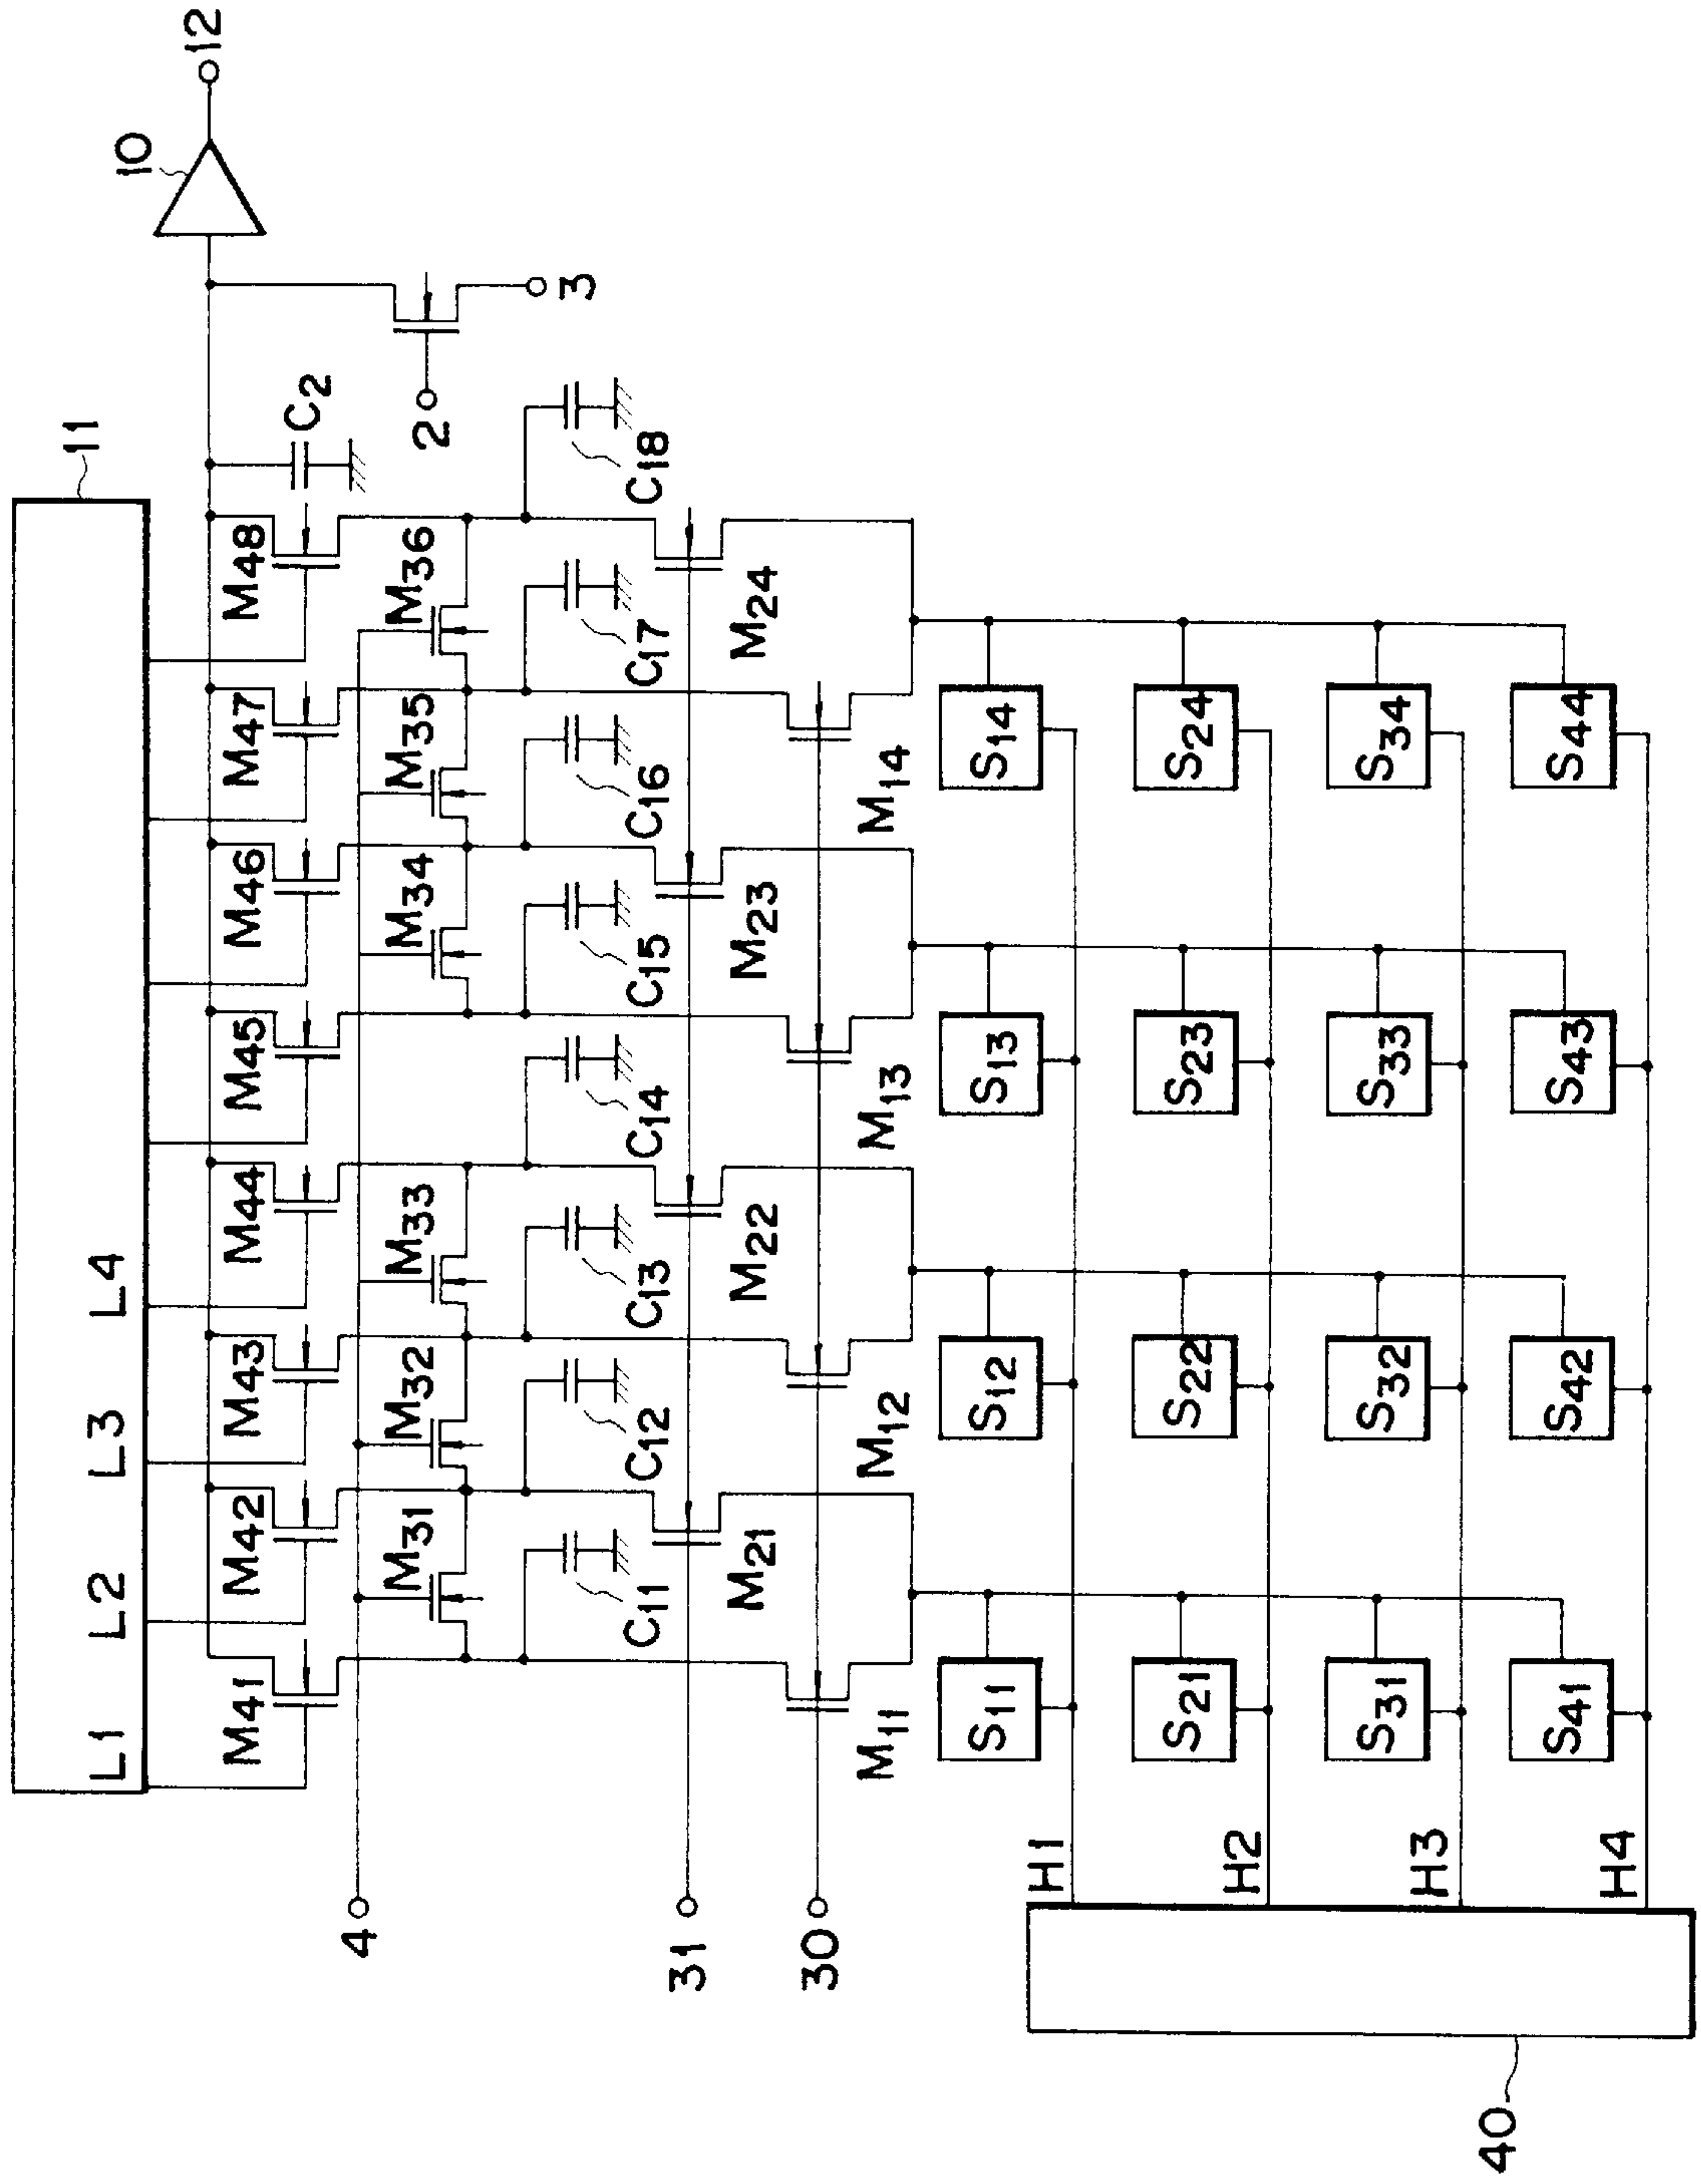 10
12
11
L1 L2 L3 L4
C2
2
3
M41 M42 M43 M44 M45 M46 M47 M48
4
M31 M32 M33 M34 M35 M36
C11 C12 C13 C14 C15 C16 C17 C18
31
M21 M22 M23 M24
30
M11 M12 M13 M14
H1
S11 S12 S13 S14
H2
S21 S22 S23 S24
H3
S31 S32 S33 S34
H4
S41 S42 S43 S44
40